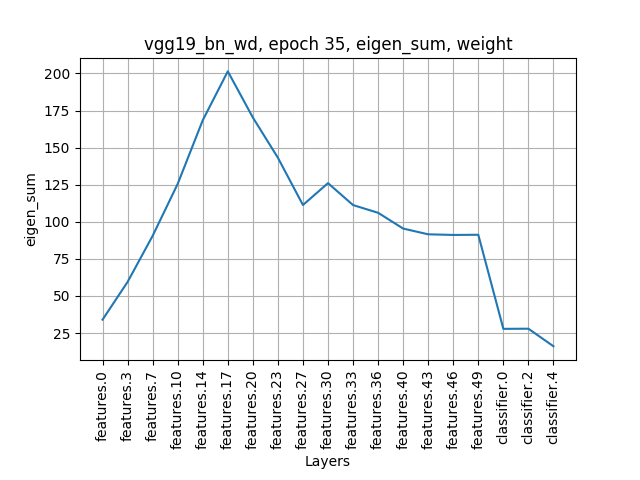 vgg19_bn_wd, epoch 35, eigen_sum, weight
200
175
150
125
100
75
50
25
eigen_sum
features.0
features.3
features.7
features.10
features.14
features.17
features.20
features.23
features.27
features.30
features.33
features.36
features.40
features.43
features.46
features.49
classifier.0
classifier.2
classifier.4
Layers